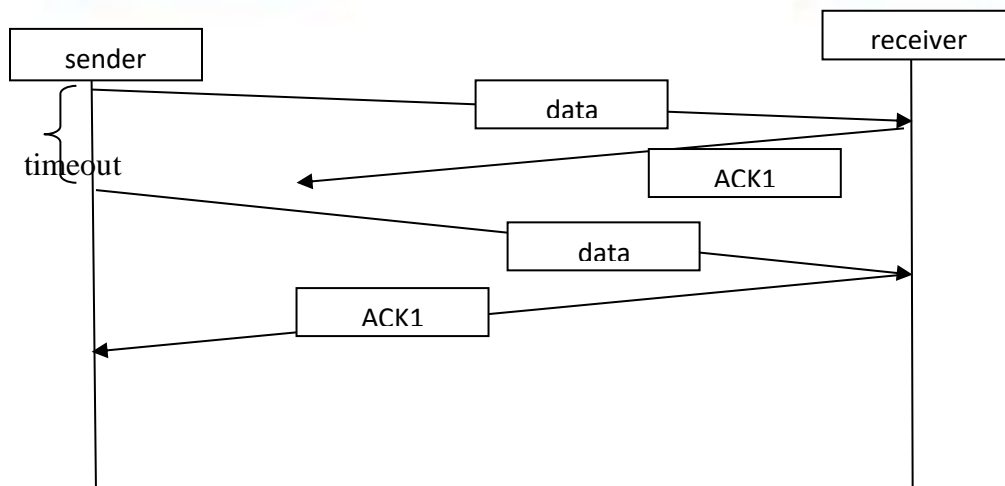 sender
receiver
data
timeout
ACK1
data
ACK1